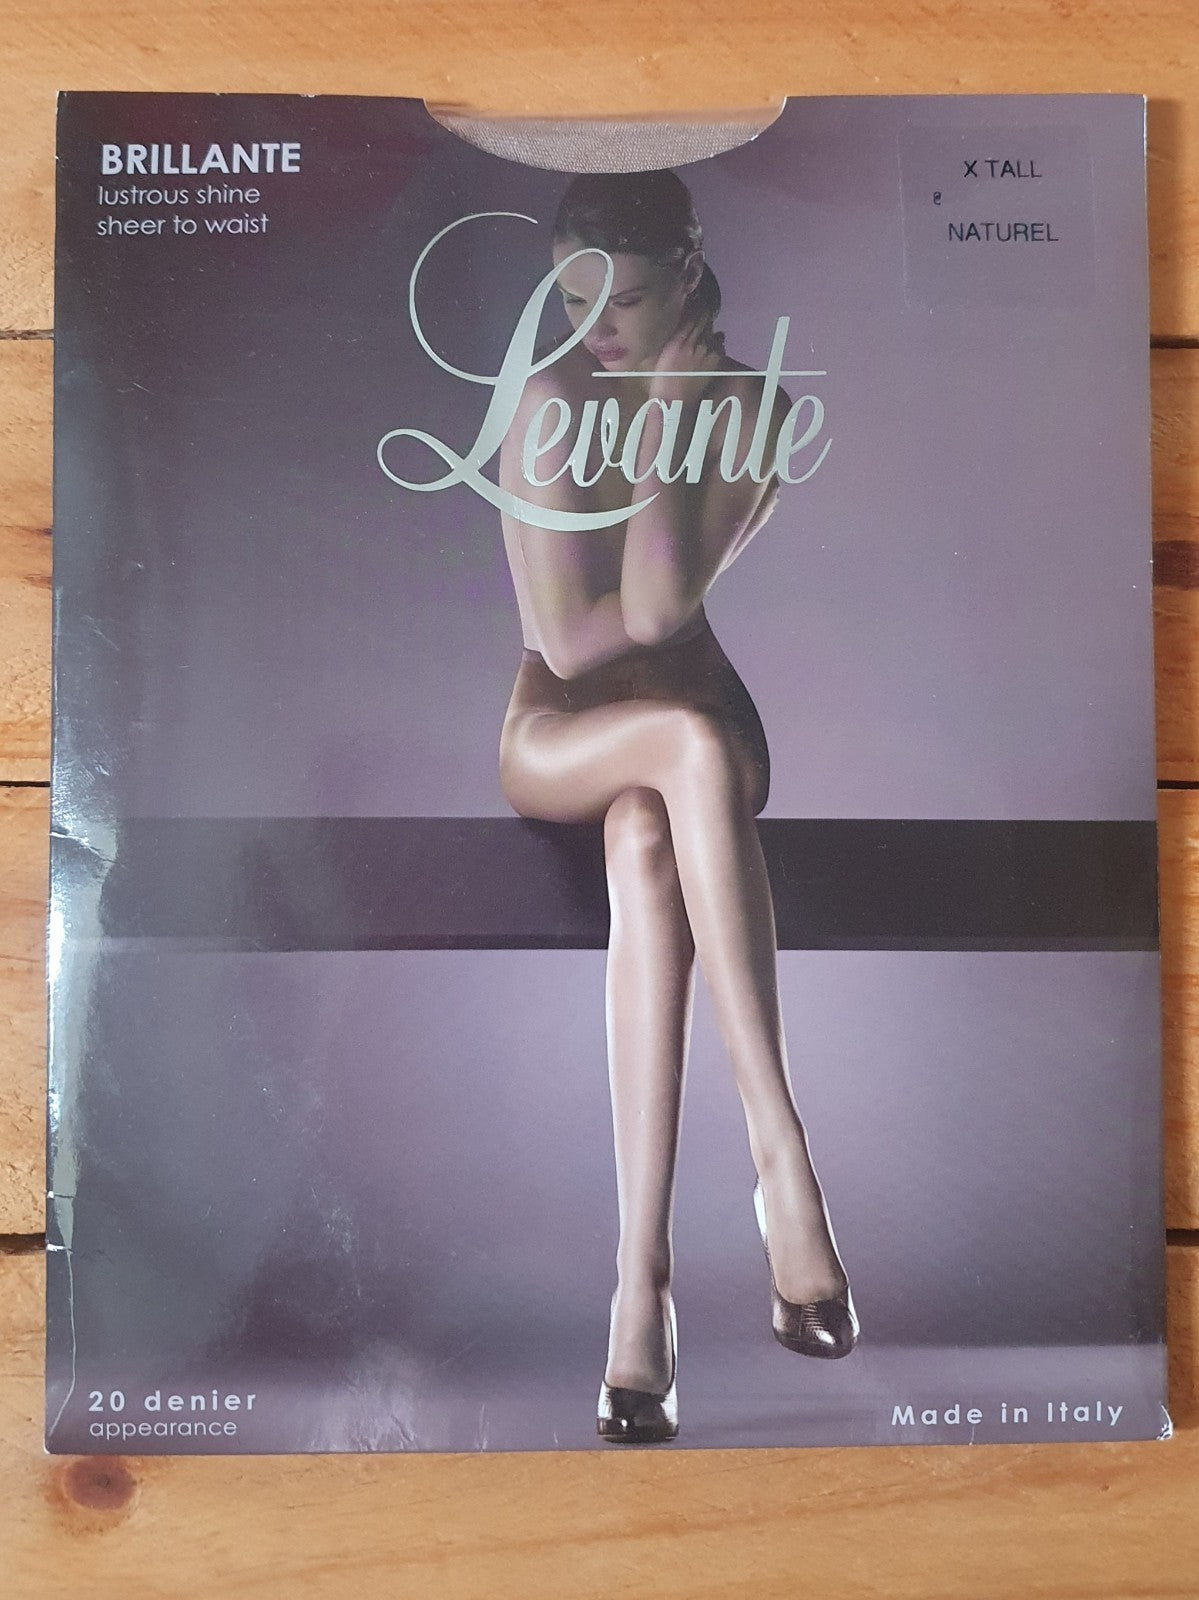 BRILLANTE
lustrous shine
sheer to waist
X TALL
NATUREL
Levante
20 denier
appearance
Made in Italy